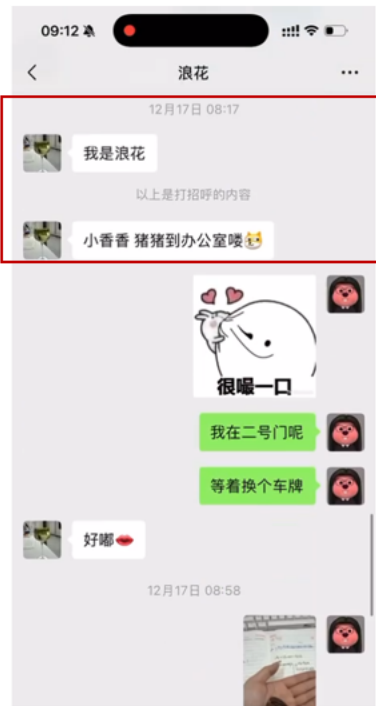 09:12
浪花
12月17日 08:17
我是浪花
以上是打招呼的内容
小香香 猪猪到办公室喽
很嘬一口
我在二号门呢
等着换个车牌
好嘟
12月17日 08:58